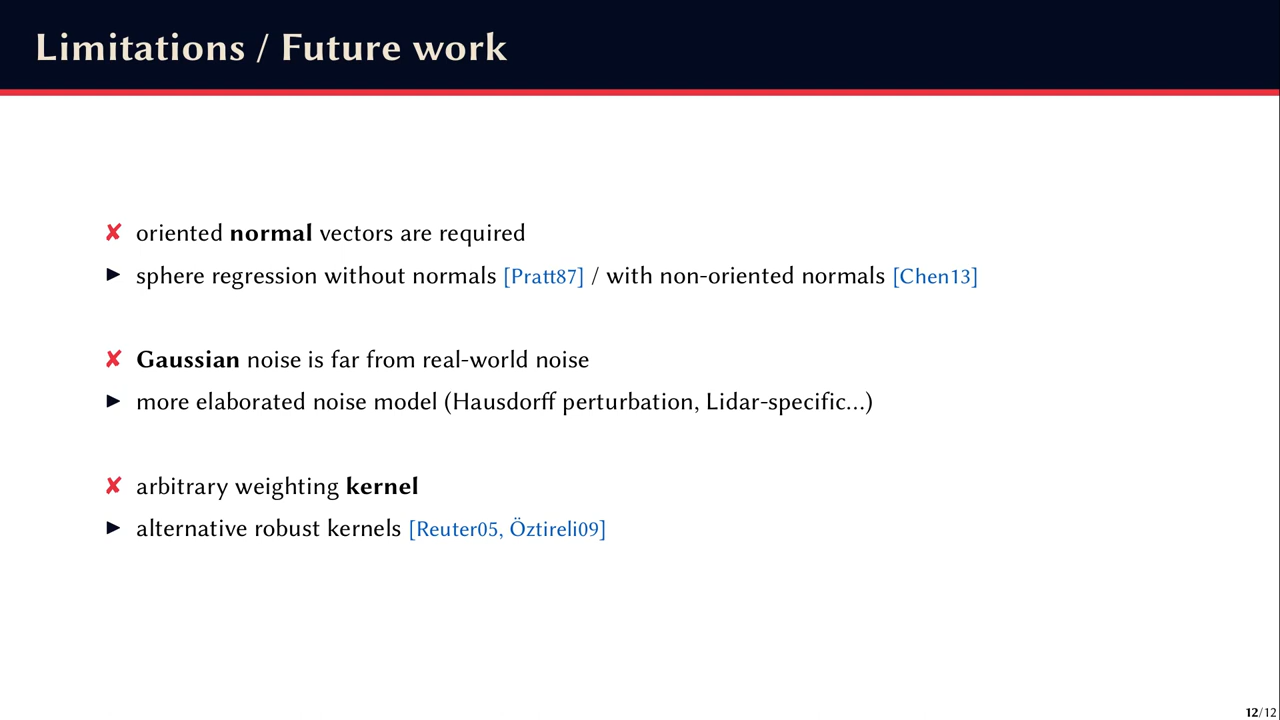 Limitations / Future work
✘ oriented normal vectors are required
▶ sphere regression without normals [Pratt87] / with non-oriented normals [Chen13]
✘ Gaussian noise is far from real-world noise
▶ more elaborated noise model (Hausdorff perturbation, Lidar-specific...)
✘ arbitrary weighting kernel
▶ alternative robust kernels [Reuter05, Öztireli09]
12/12